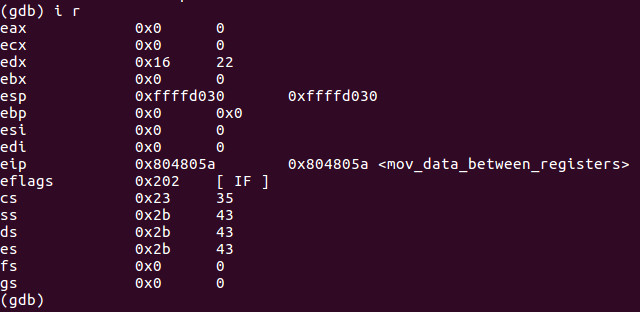 (gdb) i r
eax            0x0      0
ecx            0x0      0
edx            0x16     22
ebx            0x0      0
esp            0xffffd030       0xffffd030
ebp            0x0      0x0
esi            0x0      0
edi            0x0      0
eip            0x804805a        0x804805a <mov_data_between_registers>
eflags         0x202    [ IF ]
cs             0x23     35
ss             0x2b     43
ds             0x2b     43
es             0x2b     43
fs             0x0      0
gs             0x0      0
(gdb)